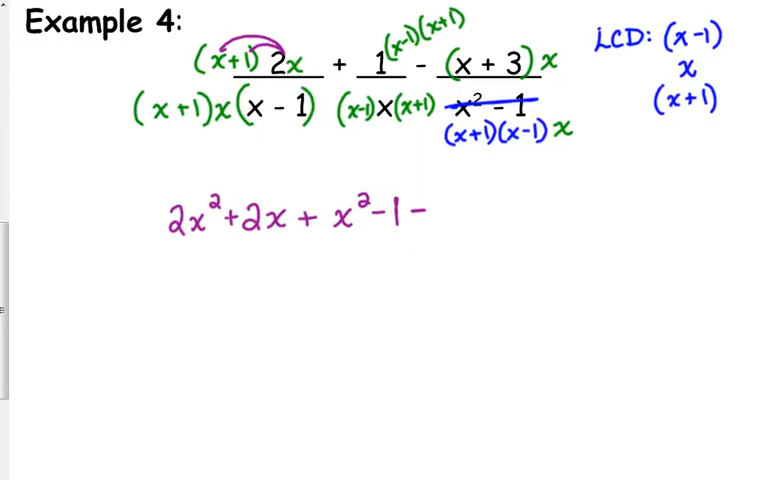 Example 4:
(x+1) 2x + 1 (x-1)(x+1) - (x + 3) x
(x+1) x (x - 1) (x-1) x (x+1) x² - 1
(x+1)(x-1) x
LCD: (x-1)
x
(x+1)
2x² + 2x + x² - 1 -